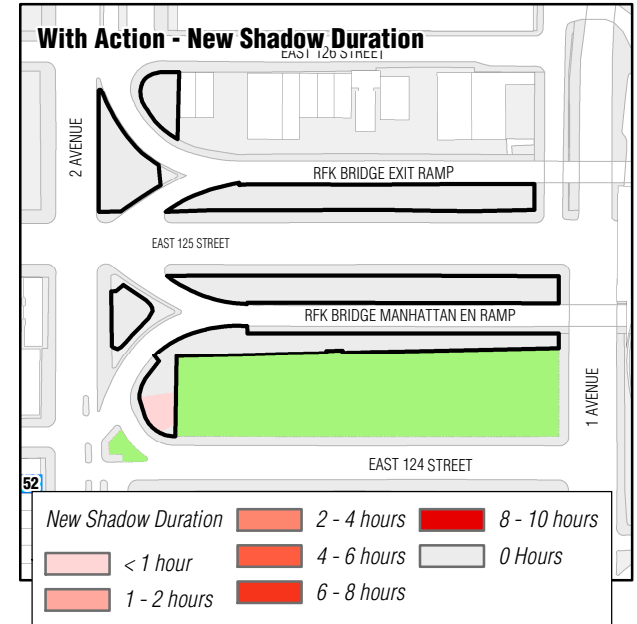 With Action - New Shadow Duration
EAST 126 STREET
2 AVENUE
RFK BRIDGE EXIT RAMP
EAST 125 STREET
RFK BRIDGE MANHATTAN EN RAMP
1 AVENUE
EAST 124 STREET
52
New Shadow Duration
< 1 hour
1 - 2 hours
2 - 4 hours
4 - 6 hours
6 - 8 hours
8 - 10 hours
0 Hours